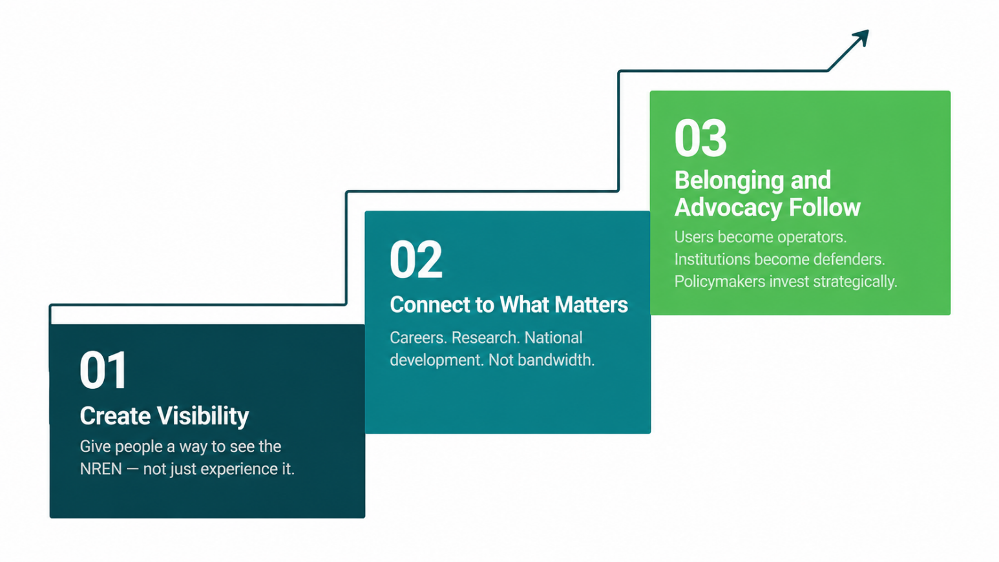 01
Create Visibility
Give people a way to see the
NREN — not just experience it.
02
Connect to What Matters
Careers. Research. National
development. Not bandwidth.
03
Belonging and
Advocacy Follow
Users become operators.
Institutions become defenders.
Policymakers invest strategically.